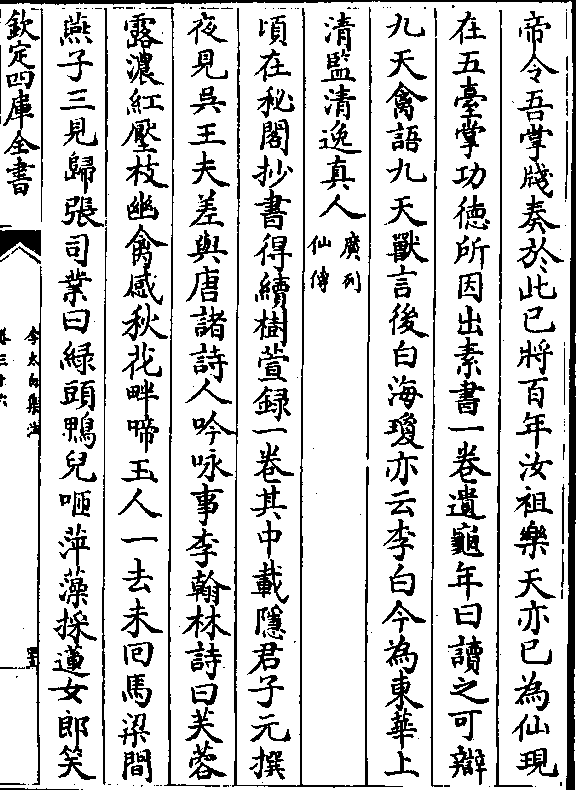 帝令吾掌牋奏於此已將百年汝祖樂天亦已為仙現
在五臺掌功德所因出素書一卷遺龜年曰讀之可辯
九天禽語九天獸言後白海瓊亦云李白今為東華上
清監清逸真人廣列仙傳
頃在秘閣抄書得續樹萱録一卷其中載隱君子元撰
夜見吳王夫差與唐諸詩人吟咏事李翰林詩曰芙蓉
露濃紅壓枝幽禽感秋花畔啼玉人一去未回馬梁間
燕子三見歸張司業曰緑頭鴨兒咂萍藻採蓮女郎笑
欽定四庫全書
李太白集注
卷三十六